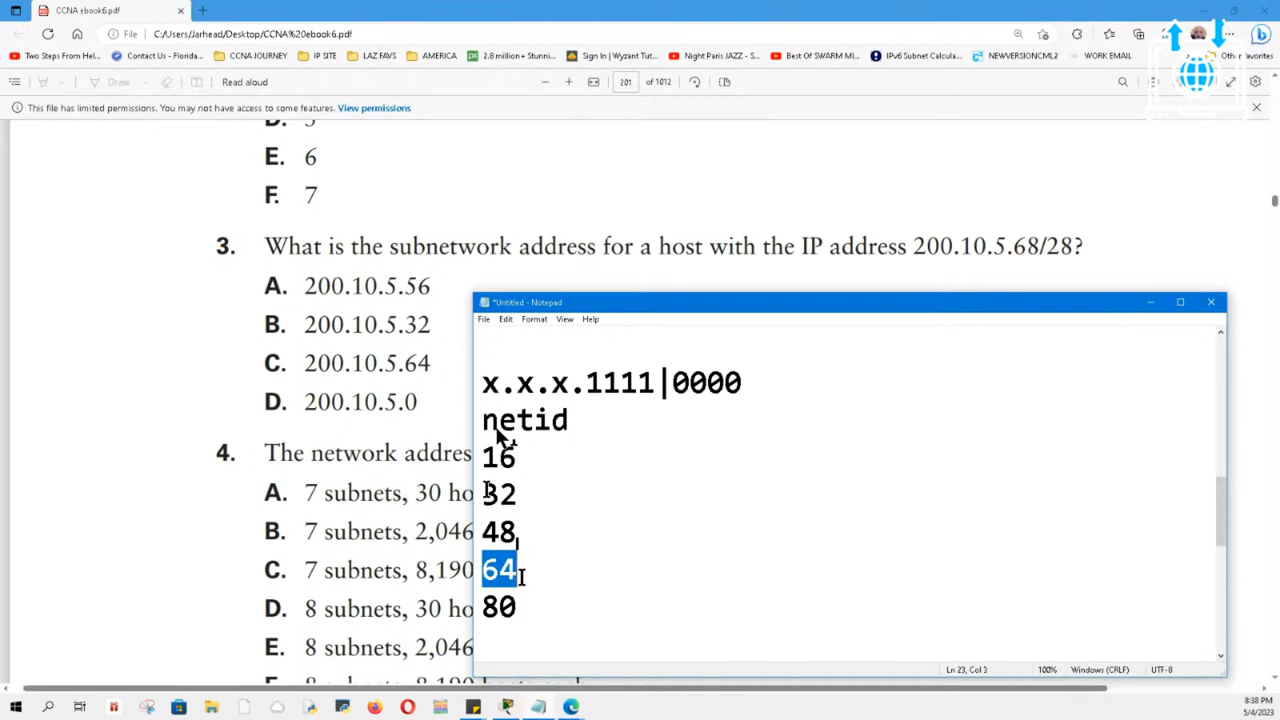 CCNA ebook6.pdf
File C:/Users/Jarhead/Desktop/CCNA%20ebook6.pdf
Two Steps From Hel... Contact Us - Florida... CCNA JOURNEY IP SITE LAZ FAVS AMERICA 2.8 million+ Stunni... Sign In | Wyzant Tutor... Night Paris JAZZ - S... Best Of SWARM Ml... IPv6 Subnet Calcula... NEWVERSIONCML2 WORK EMAIL Other favorites
Draw Read aloud 201 of 1012
This file has limited permissions. You may not have access to some features. View permissions
E. 6
F. 7
3. What is the subnetwork address for a host with the IP address 200.10.5.68/28?
A. 200.10.5.56
B. 200.10.5.32
C. 200.10.5.64
D. 200.10.5.0
4. The network addres
A. 7 subnets, 30 ho
B. 7 subnets, 2,046
C. 7 subnets, 8,190
D. 8 subnets, 30 ho
E. 8 subnets, 2,046
*Untitled - Notepad
File Edit Format View Help
x.x.x.1111|0000
netid
16
32
48
64
80
Ln 23, Col 3 100% Windows (CRLF) UTF-8
8:38 PM
5/4/2023